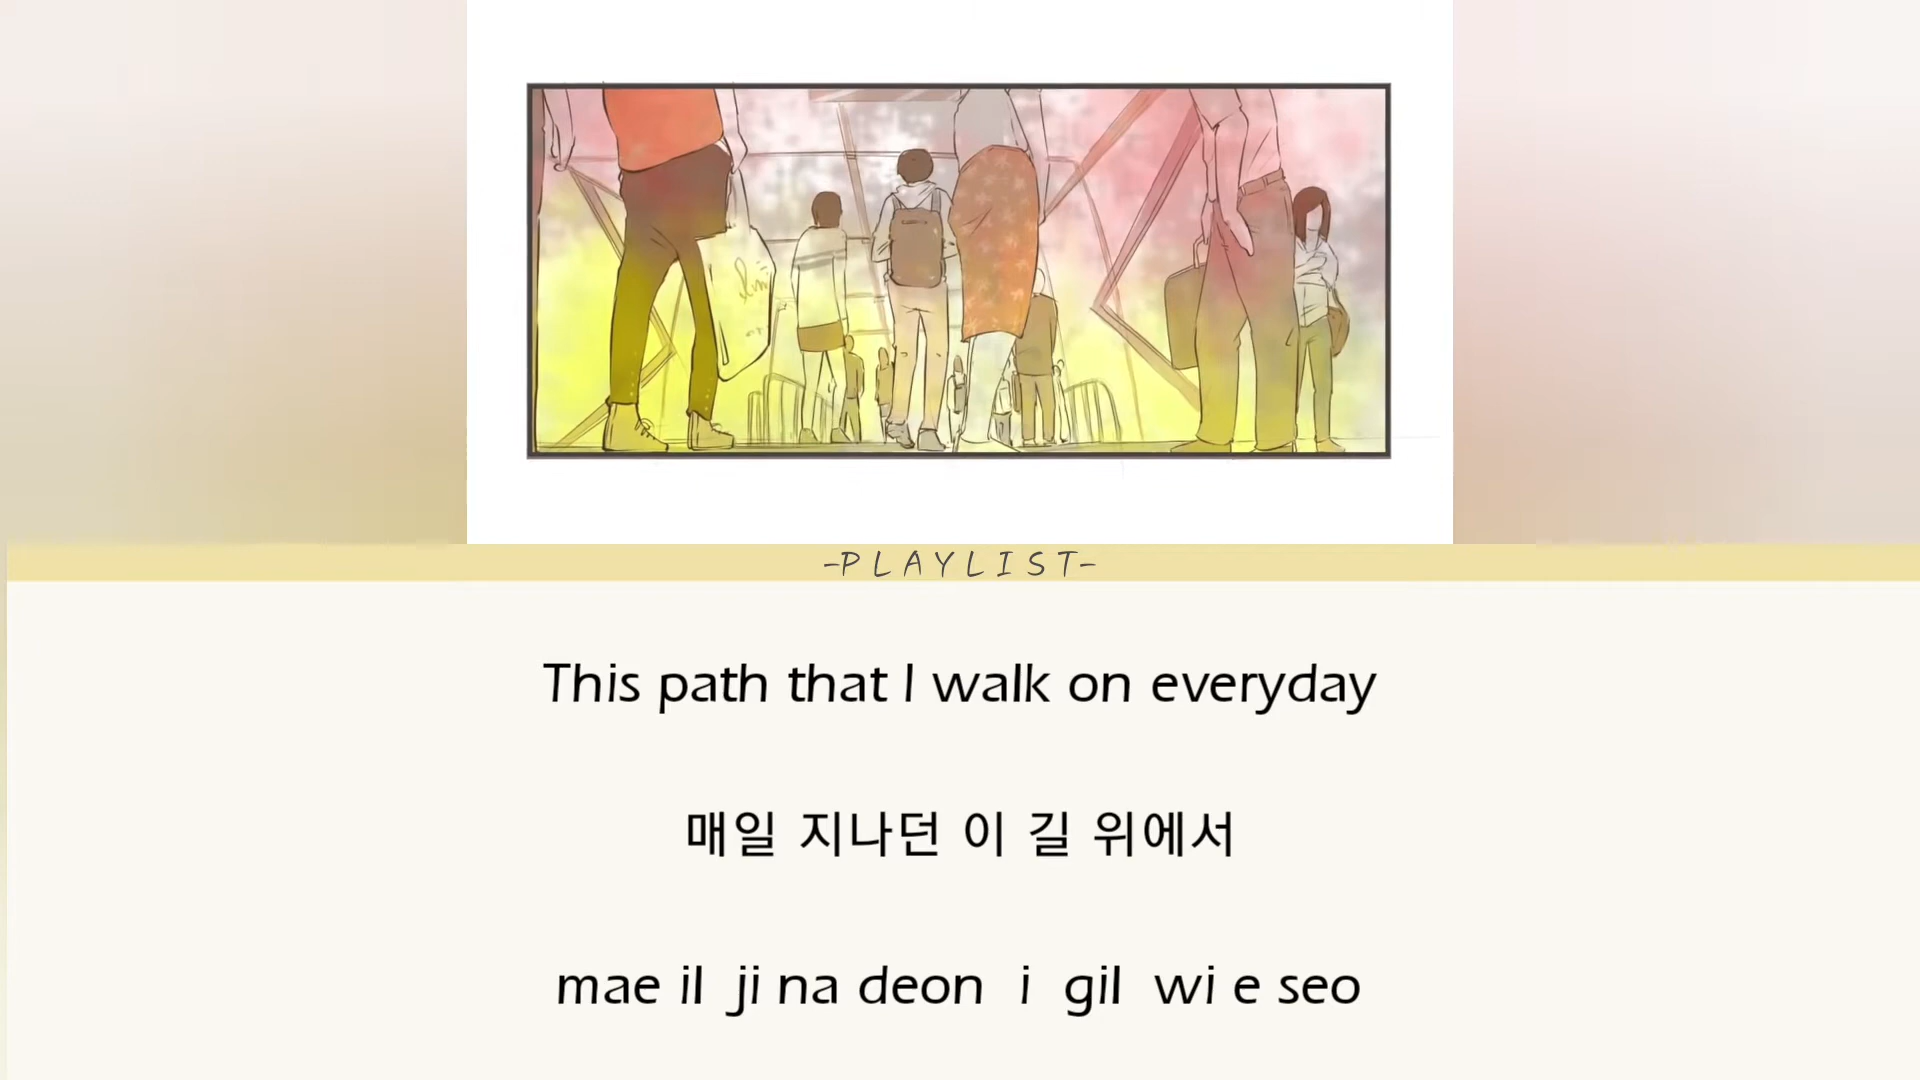 -PLAYLIST-
This path that I walk on everyday
매일 지나던 이 길 위에서
mae il ji na deon i gil wi e seo